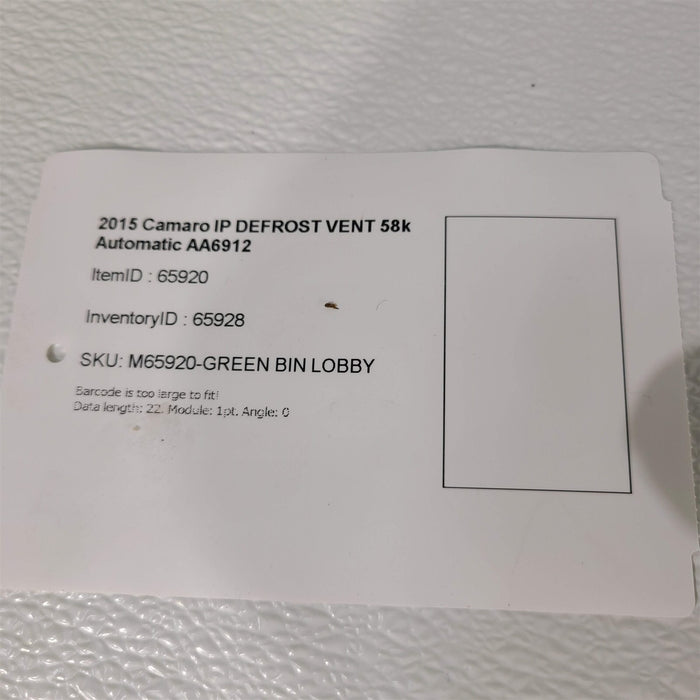 2015 Camaro IP DEFROST VENT 58k
Automatic AA6912
ItemID : 65920
InventoryID : 65928
SKU: M65920-GREEN BIN LOBBY
Barcode is too large to fit!
Data length: 22. Module: 1pt. Angle: 0